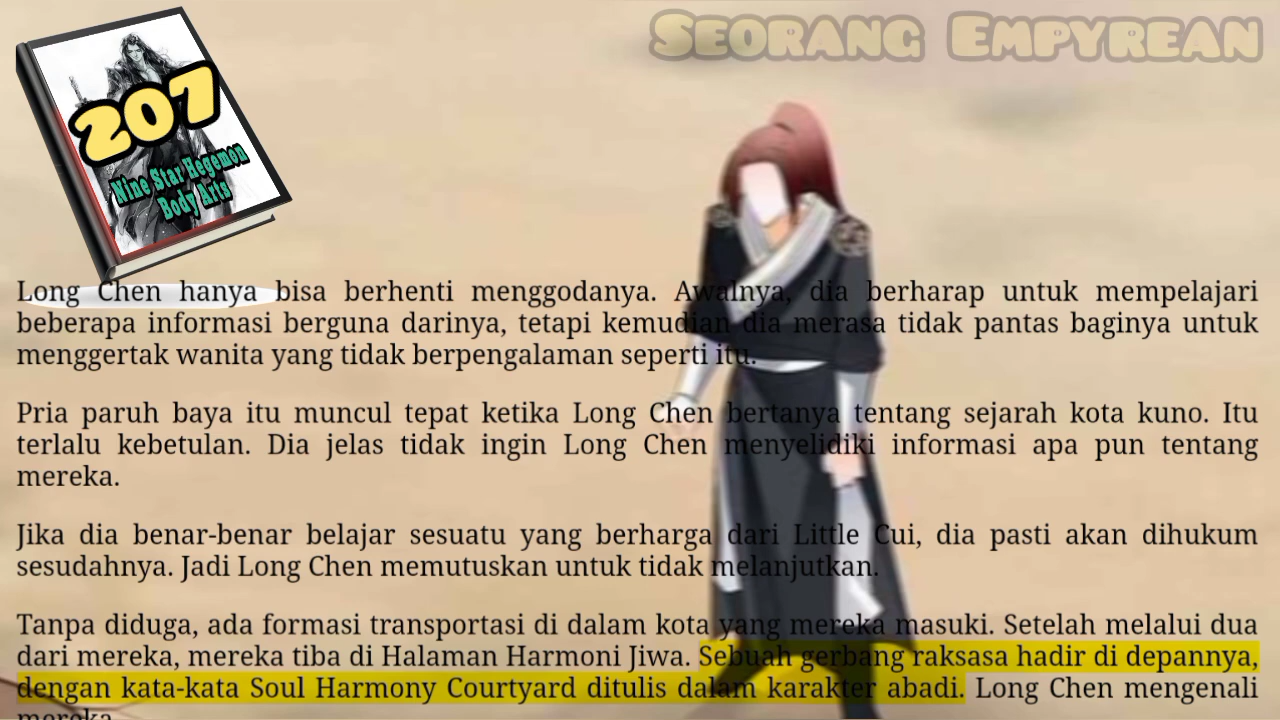 Seorang Empyrean
207
Nine Star Hegemon
Body Arts
Long Chen hanya bisa berhenti menggodanya. Awalnya, dia berharap untuk mempelajari
beberapa informasi berguna darinya, tetapi kemudian dia merasa tidak pantas baginya untuk
menggertak wanita yang tidak berpengalaman seperti itu.
Pria paruh baya itu muncul tepat ketika Long Chen bertanya tentang sejarah kota kuno. Itu
terlalu kebetulan. Dia jelas tidak ingin Long Chen menyelidiki informasi apa pun tentang
mereka.
Jika dia benar-benar belajar sesuatu yang berharga dari Little Cui, dia pasti akan dihukum
sesudahnya. Jadi Long Chen memutuskan untuk tidak melanjutkan.
Tanpa diduga, ada formasi transportasi di dalam kota yang mereka masuki. Setelah melalui dua
dari mereka, mereka tiba di Halaman Harmoni Jiwa. Sebuah gerbang raksasa hadir di depannya,
dengan kata-kata Soul Harmony Courtyard ditulis dalam karakter abadi. Long Chen mengenali
mereka.